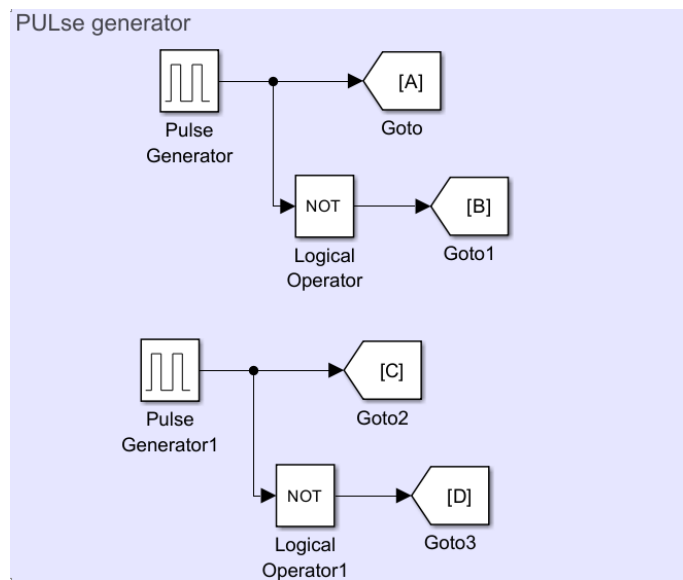 PULse generator
[A]
Pulse
Generator
Goto
NOT
[B]
Logical
Operator
Goto1
[C]
Pulse
Generator1
Goto2
NOT
[D]
Logical
Operator1
Goto3